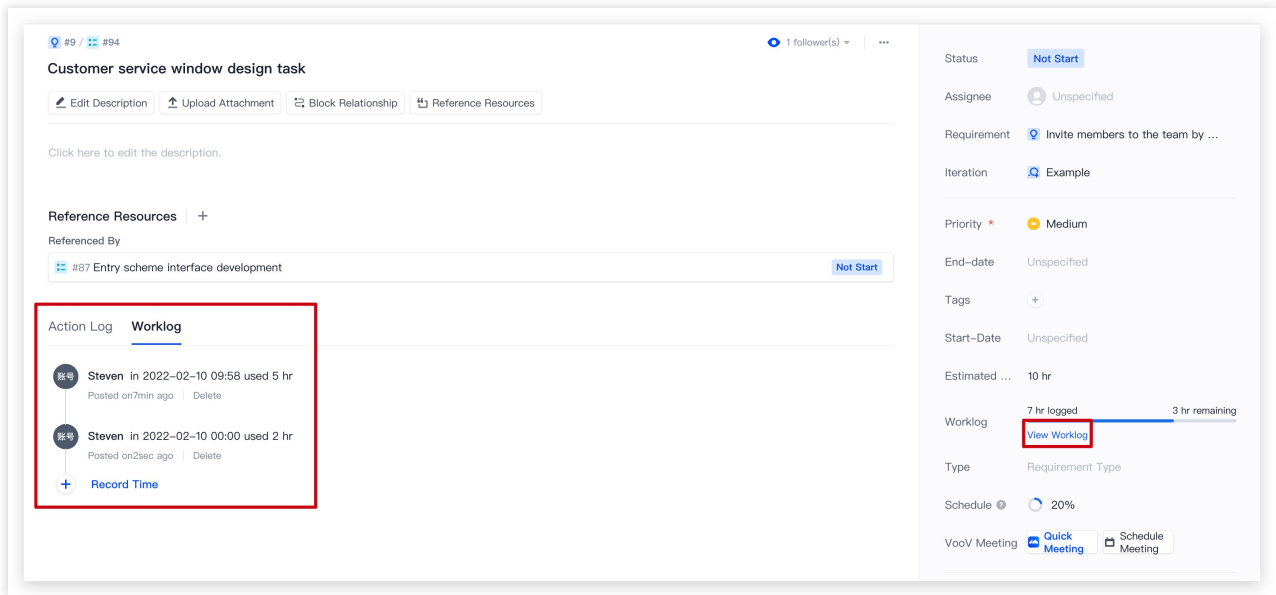 #9 / #94
1 follower(s)
Customer service window design task
Edit Description
Upload Attachment
Block Relationship
Reference Resources
Click here to edit the description.
Reference Resources
Referenced By
#87 Entry scheme interface development
Not Start
Action Log
Worklog
账号
Steven in 2022-02-10 09:58 used 5 hr
Posted on7min ago
Delete
账号
Steven in 2022-02-10 00:00 used 2 hr
Posted on2sec ago
Delete
Record Time
Status
Not Start
Assignee
Unspecified
Requirement
Invite members to the team by ...
Iteration
Example
Priority *
Medium
End-date
Unspecified
Tags
Start-Date
Unspecified
Estimated ...
10 hr
Worklog
7 hr logged
3 hr remaining
View Worklog
Type
Requirement Type
Schedule
20%
VooV Meeting
Quick
Meeting
Schedule
Meeting